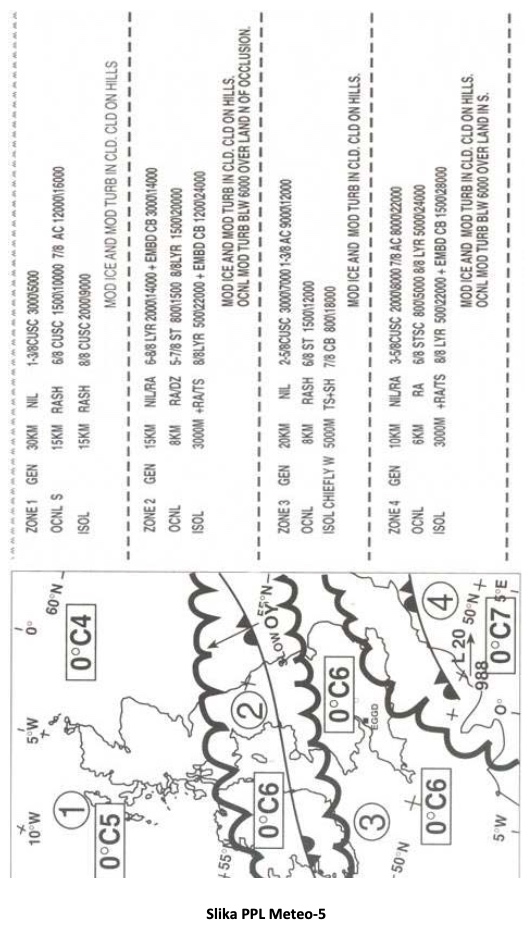 ZONE 1 GEN 30KM NIL 1-3/8CUSC 3000\5000
OCNL S 15KM RASH 6/8 CUSC 1500\10000 7/8 AC 12000\16000
ISOL 15KM RASH 8/8 CUSC 2000\9000
MOD ICE AND MOD TURB IN CLD. CLD ON HILLS
ZONE 2 GEN 15KM NIL/RA 6-8/8 LYR 2000\14000 + EMBD CB 3000\14000
OCNL 8KM RA/DZ 5-7/8 ST 800\1500 8/8LYR 1500\20000
ISOL 3000M +RA/TS 8/8LYR 500\22000 + EMBD CB 1200\24000
MOD ICE AND MOD TURB IN CLD. CLD ON HILLS.
OCNL MOD TURB BLW 6000 OVER LAND N OF OCCLUSION.
ZONE 3 GEN 20KM NIL 2-5/8CUSC 3000\7000 1-3/8 AC 9000\12000
OCNL 8KM RASH 6/8 ST 1500\12000
ISOL CHIEFLY W 5000M TS+SH 7/8 CB 800\18000
MOD ICE AND MOD TURB IN CLD. CLD ON HILLS.
ZONE 4 GEN 10KM NIL/RA 3-5/8CUSC 2000\8000 7/8 AC 8000\22000
OCNL 6KM RA 6/8 STSC 800\5000 8/8 LYR 5000\24000
ISOL 3000M +RA/TS 8/8 LYR 500\22000 + EMBD CB 1500\28000
MOD ICE AND MOD TURB IN CLD. CLD ON HILLS.
OCNL MOD TURB BLW 6000 OVER LAND IN S.
10°W 5°W 0° 60°N
1
0°C5
0°C4
55° 2 55°N
SLOW
0°C6
0°C6
EGGD
3
4
0°C6
50°N
50°N
L 20
988
0°C7
5°W 0° 5°E
Slika PPL Meteo-5